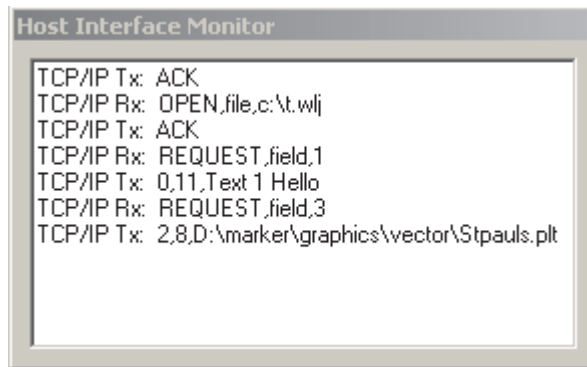 Host Interface Monitor
TCP/IP Tx: ACK
TCP/IP Rx: OPEN,file,c:\t.wlj
TCP/IP Tx: ACK
TCP/IP Rx: REQUEST,field,1
TCP/IP Tx: 0,11,Text 1 Hello
TCP/IP Rx: REQUEST,field,3
TCP/IP Tx: 2,8,D:\marker\graphics\vector\Stpauls.plt